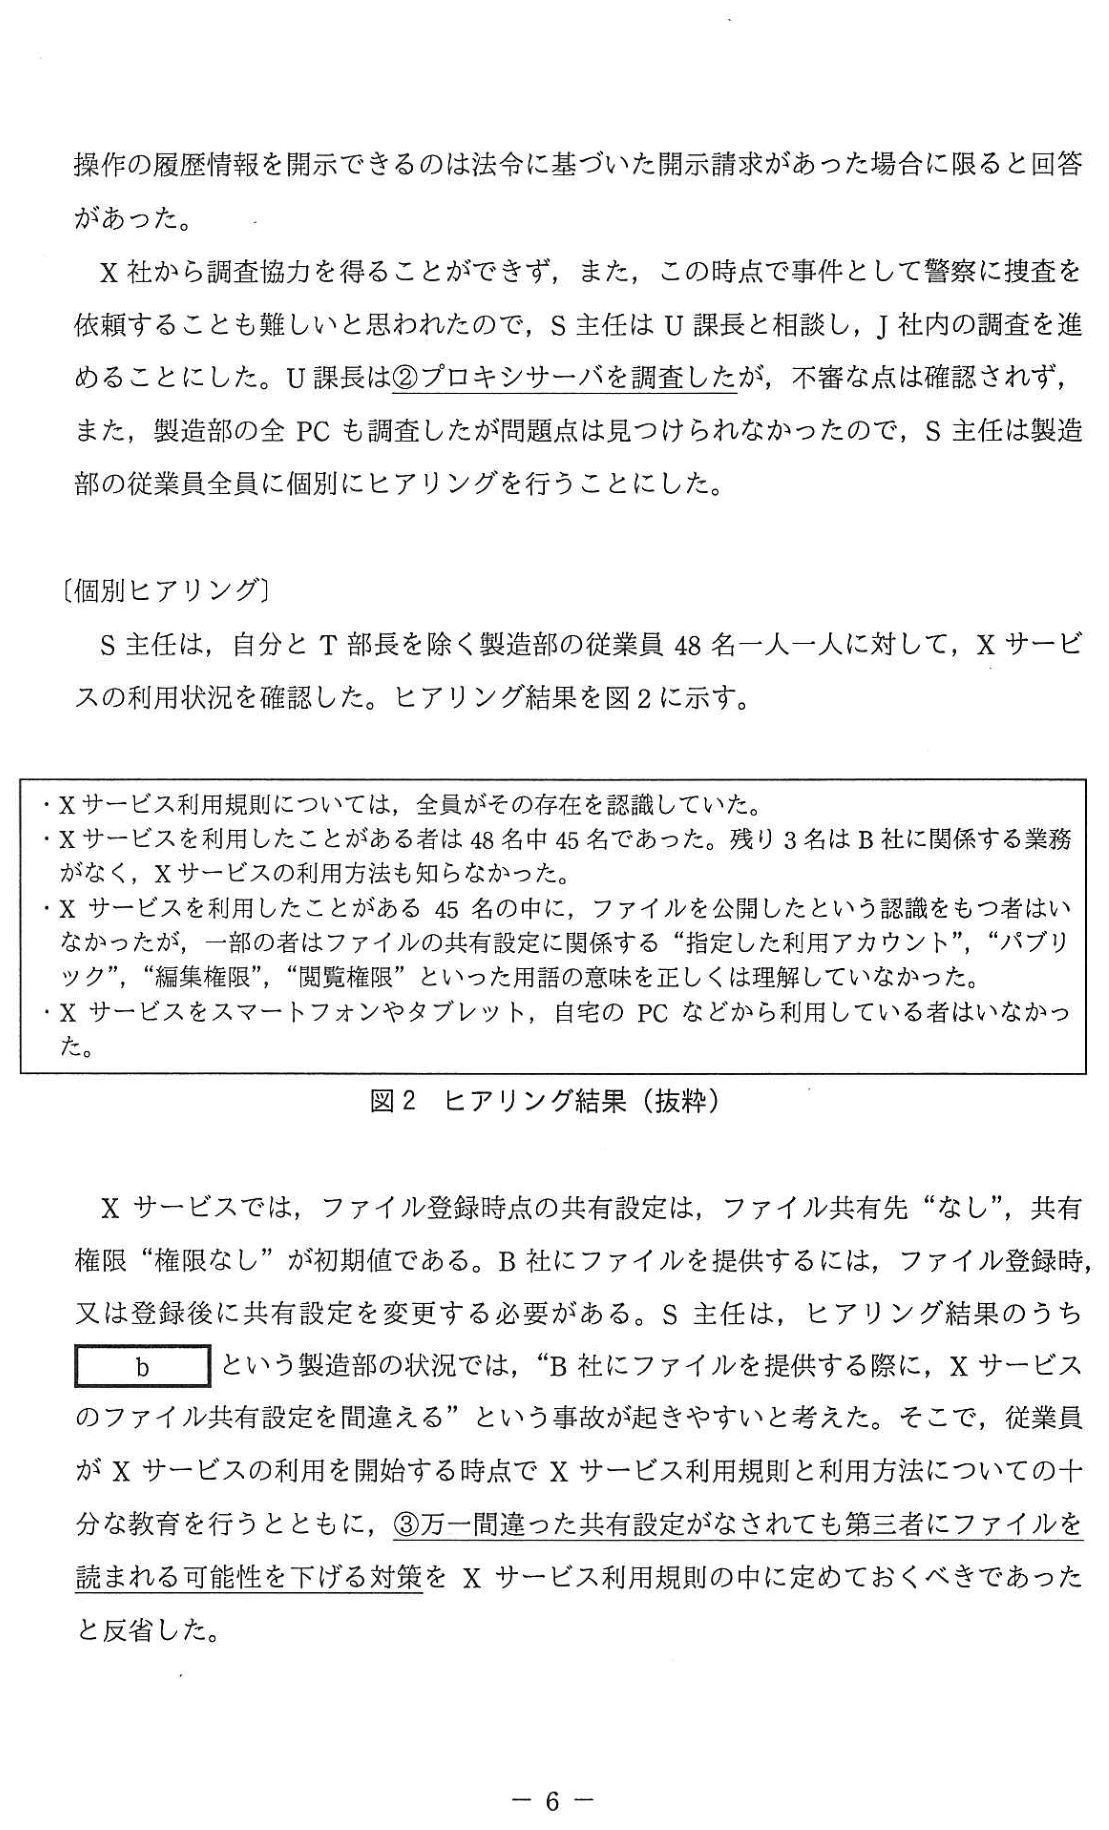 操作の履歴情報を開示できるのは法令に基づいた開示請求があった場合に限ると回答
があった。
X 社から調査協力を得ることができず，また，この時点で事件として警察に捜査を
依頼することも難しいと思われたので，S 主任は U 課長と相談し，J 社内の調査を進
めることにした。U 課長は②プロキシサーバを調査したが，不審な点は確認されず，
また，製造部の全 PC も調査したが問題点は見つけられなかったので，S 主任は製造
部の従業員全員に個別にヒアリングを行うことにした。
〔個別ヒアリング〕
S 主任は，自分と T 部長を除く製造部の従業員 48 名一人一人に対して，X サービ
スの利用状況を確認した。ヒアリング結果を図 2 に示す。
・X サービス利用規則については，全員がその存在を認識していた。
・X サービスを利用したことがある者は 48 名中 45 名であった。残り 3 名は B 社に関係する業務
がなく，X サービスの利用方法も知らなかった。
・X サービスを利用したことがある 45 名の中に，ファイルを公開したという認識をもつ者はい
なかったが，一部の者はファイルの共有設定に関係する“指定した利用アカウント”，“パブリ
ック”，“編集権限”，“閲覧権限”といった用語の意味を正しくは理解していなかった。
・X サービスをスマートフォンやタブレット，自宅の PC などから利用している者はいなかっ
た。
図 2　ヒアリング結果（抜粋）
X サービスでは，ファイル登録時点の共有設定は，ファイル共有先“なし”，共有
権限“権限なし”が初期値である。B 社にファイルを提供するには，ファイル登録時，
又は登録後に共有設定を変更する必要がある。S 主任は，ヒアリング結果のうち
b という製造部の状況では，“B 社にファイルを提供する際に，X サービス
のファイル共有設定を間違える”という事故が起きやすいと考えた。そこで，従業員
が X サービスの利用を開始する時点で X サービス利用規則と利用方法についての十
分な教育を行うとともに，③万一間違った共有設定がなされても第三者にファイルを
読まれる可能性を下げる対策を X サービス利用規則の中に定めておくべきであった
と反省した。
－ 6 －